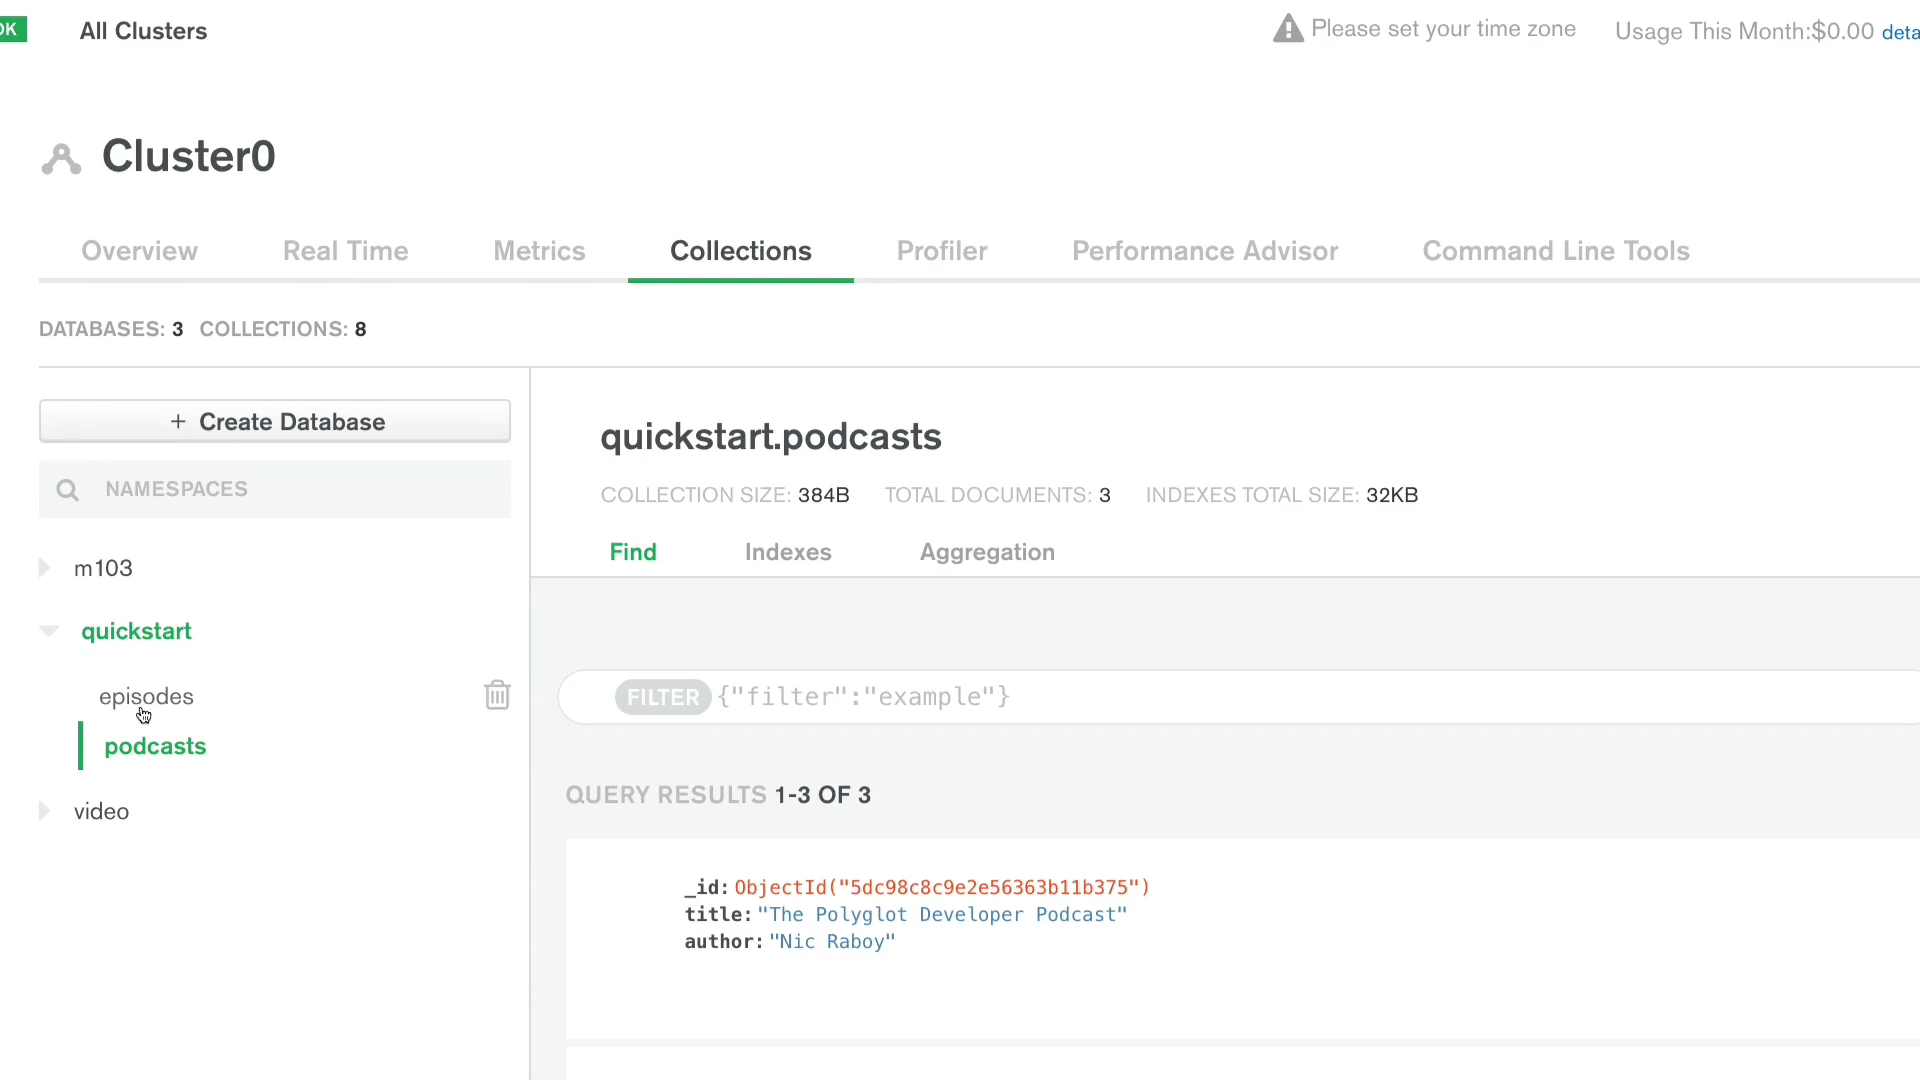 OK
All Clusters
Please set your time zone
Usage This Month:$0.00 deta
Cluster0
Overview Real Time Metrics Collections Profiler Performance Advisor Command Line Tools
DATABASES: 3 COLLECTIONS: 8
+ Create Database
NAMESPACES
m103
quickstart
episodes
podcasts
video
quickstart.podcasts
COLLECTION SIZE: 384B TOTAL DOCUMENTS: 3 INDEXES TOTAL SIZE: 32KB
Find Indexes Aggregation
FILTER {"filter":"example"}
QUERY RESULTS 1-3 OF 3
_id: ObjectId("5dc98c8c9e2e56363b11b375")
title: "The Polyglot Developer Podcast"
author: "Nic Raboy"